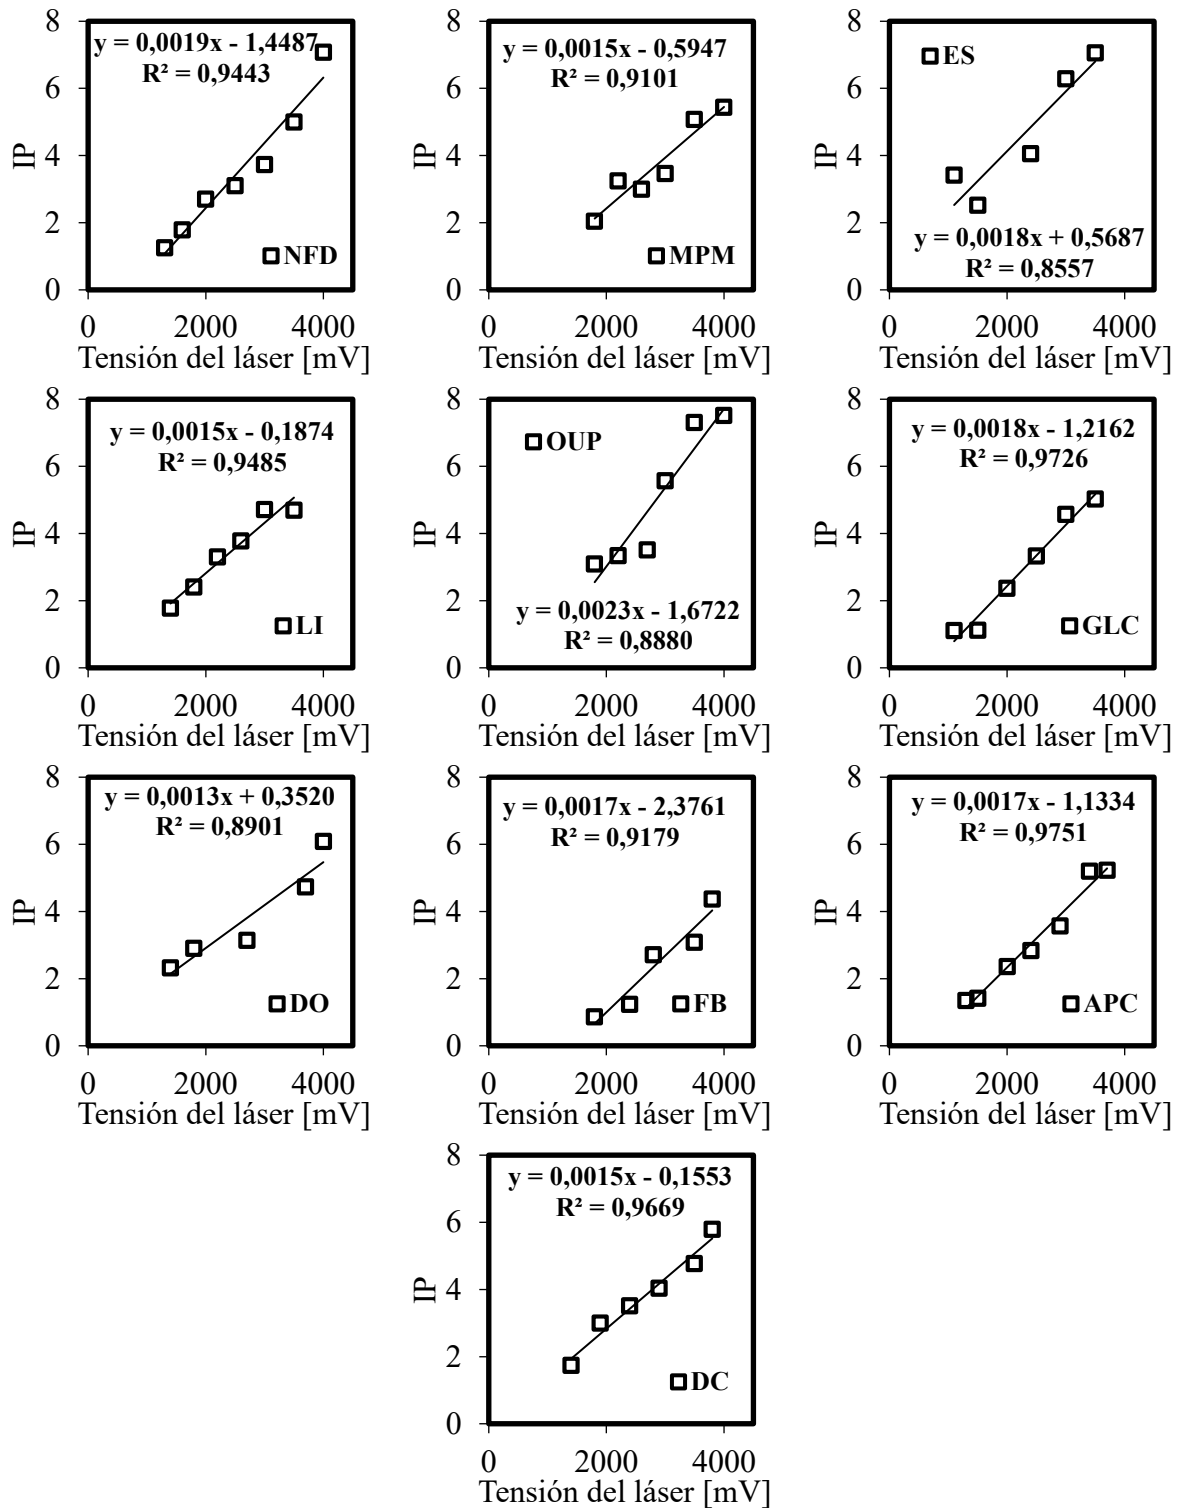 y = 0,0019x - 1,4487
R² = 0,9443
8
6
4
2
0
IP
NFD
0 2000 4000
Tensión del láser [mV]
y = 0,0015x - 0,5947
R² = 0,9101
8
6
4
2
0
IP
MPM
0 2000 4000
Tensión del láser [mV]
ES
8
6
4
2
0
IP
y = 0,0018x + 0,5687
R² = 0,8557
0 2000 4000
Tensión del láser [mV]
y = 0,0015x - 0,1874
R² = 0,9485
8
6
4
2
0
IP
LI
0 2000 4000
Tensión del láser [mV]
OUP
8
6
4
2
0
IP
y = 0,0023x - 1,6722
R² = 0,8880
0 2000 4000
Tensión del láser [mV]
y = 0,0018x - 1,2162
R² = 0,9726
8
6
4
2
0
IP
GLC
0 2000 4000
Tensión del láser [mV]
y = 0,0013x + 0,3520
R² = 0,8901
8
6
4
2
0
IP
DO
0 2000 4000
Tensión del láser [mV]
y = 0,0017x - 2,3761
R² = 0,9179
8
6
4
2
0
IP
FB
0 2000 4000
Tensión del láser [mV]
y = 0,0017x - 1,1334
R² = 0,9751
8
6
4
2
0
IP
APC
0 2000 4000
Tensión del láser [mV]
y = 0,0015x - 0,1553
R² = 0,9669
8
6
4
2
0
IP
DC
0 2000 4000
Tensión del láser [mV]